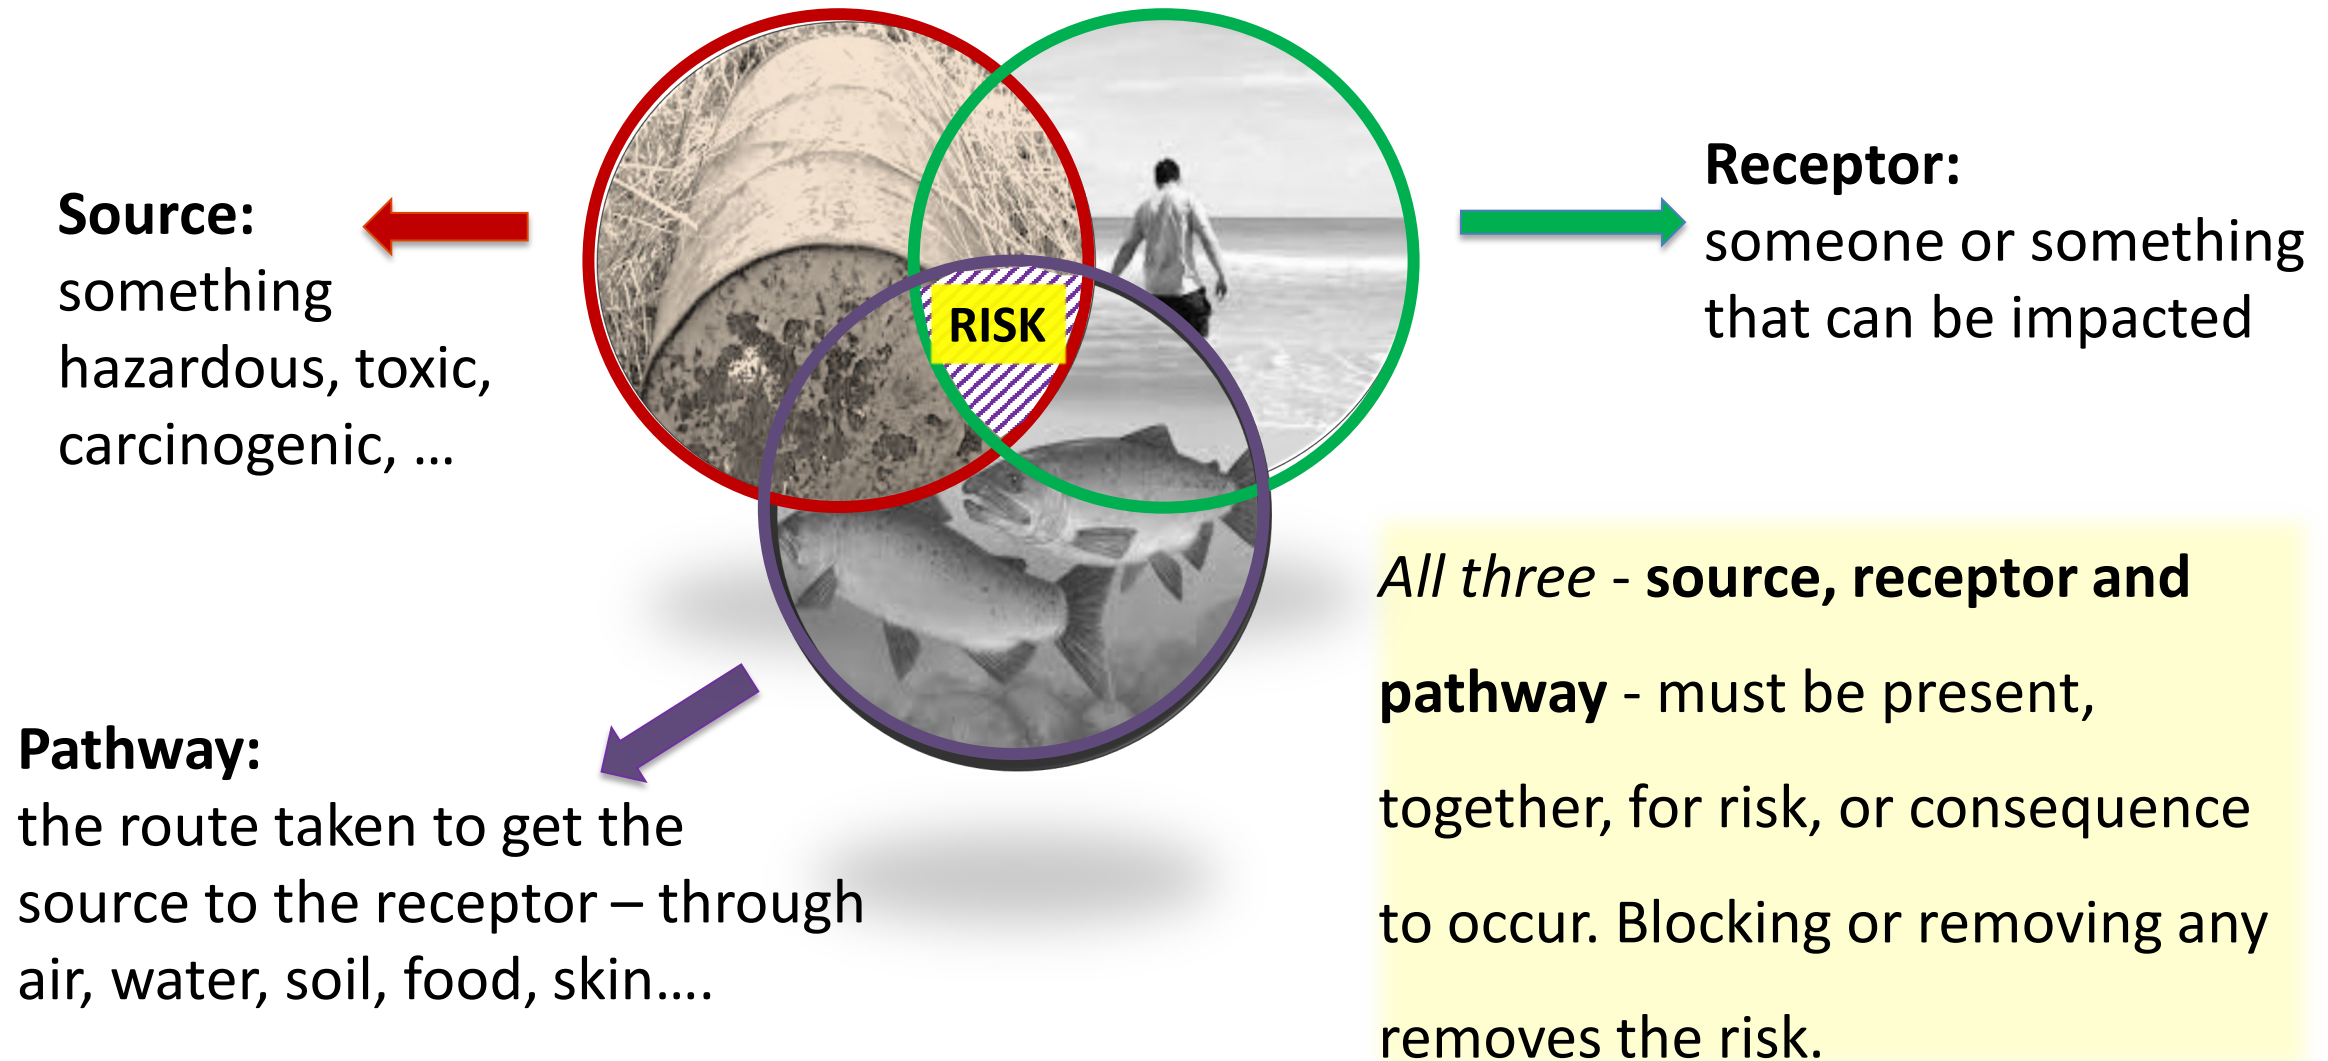 Source:
something
hazardous, toxic,
carcinogenic, ...
RISK
Receptor:
someone or something
that can be impacted
Pathway:
the route taken to get the
source to the receptor – through
air, water, soil, food, skin….
All three - source, receptor and
pathway - must be present,
together, for risk, or consequence
to occur. Blocking or removing any
removes the risk.